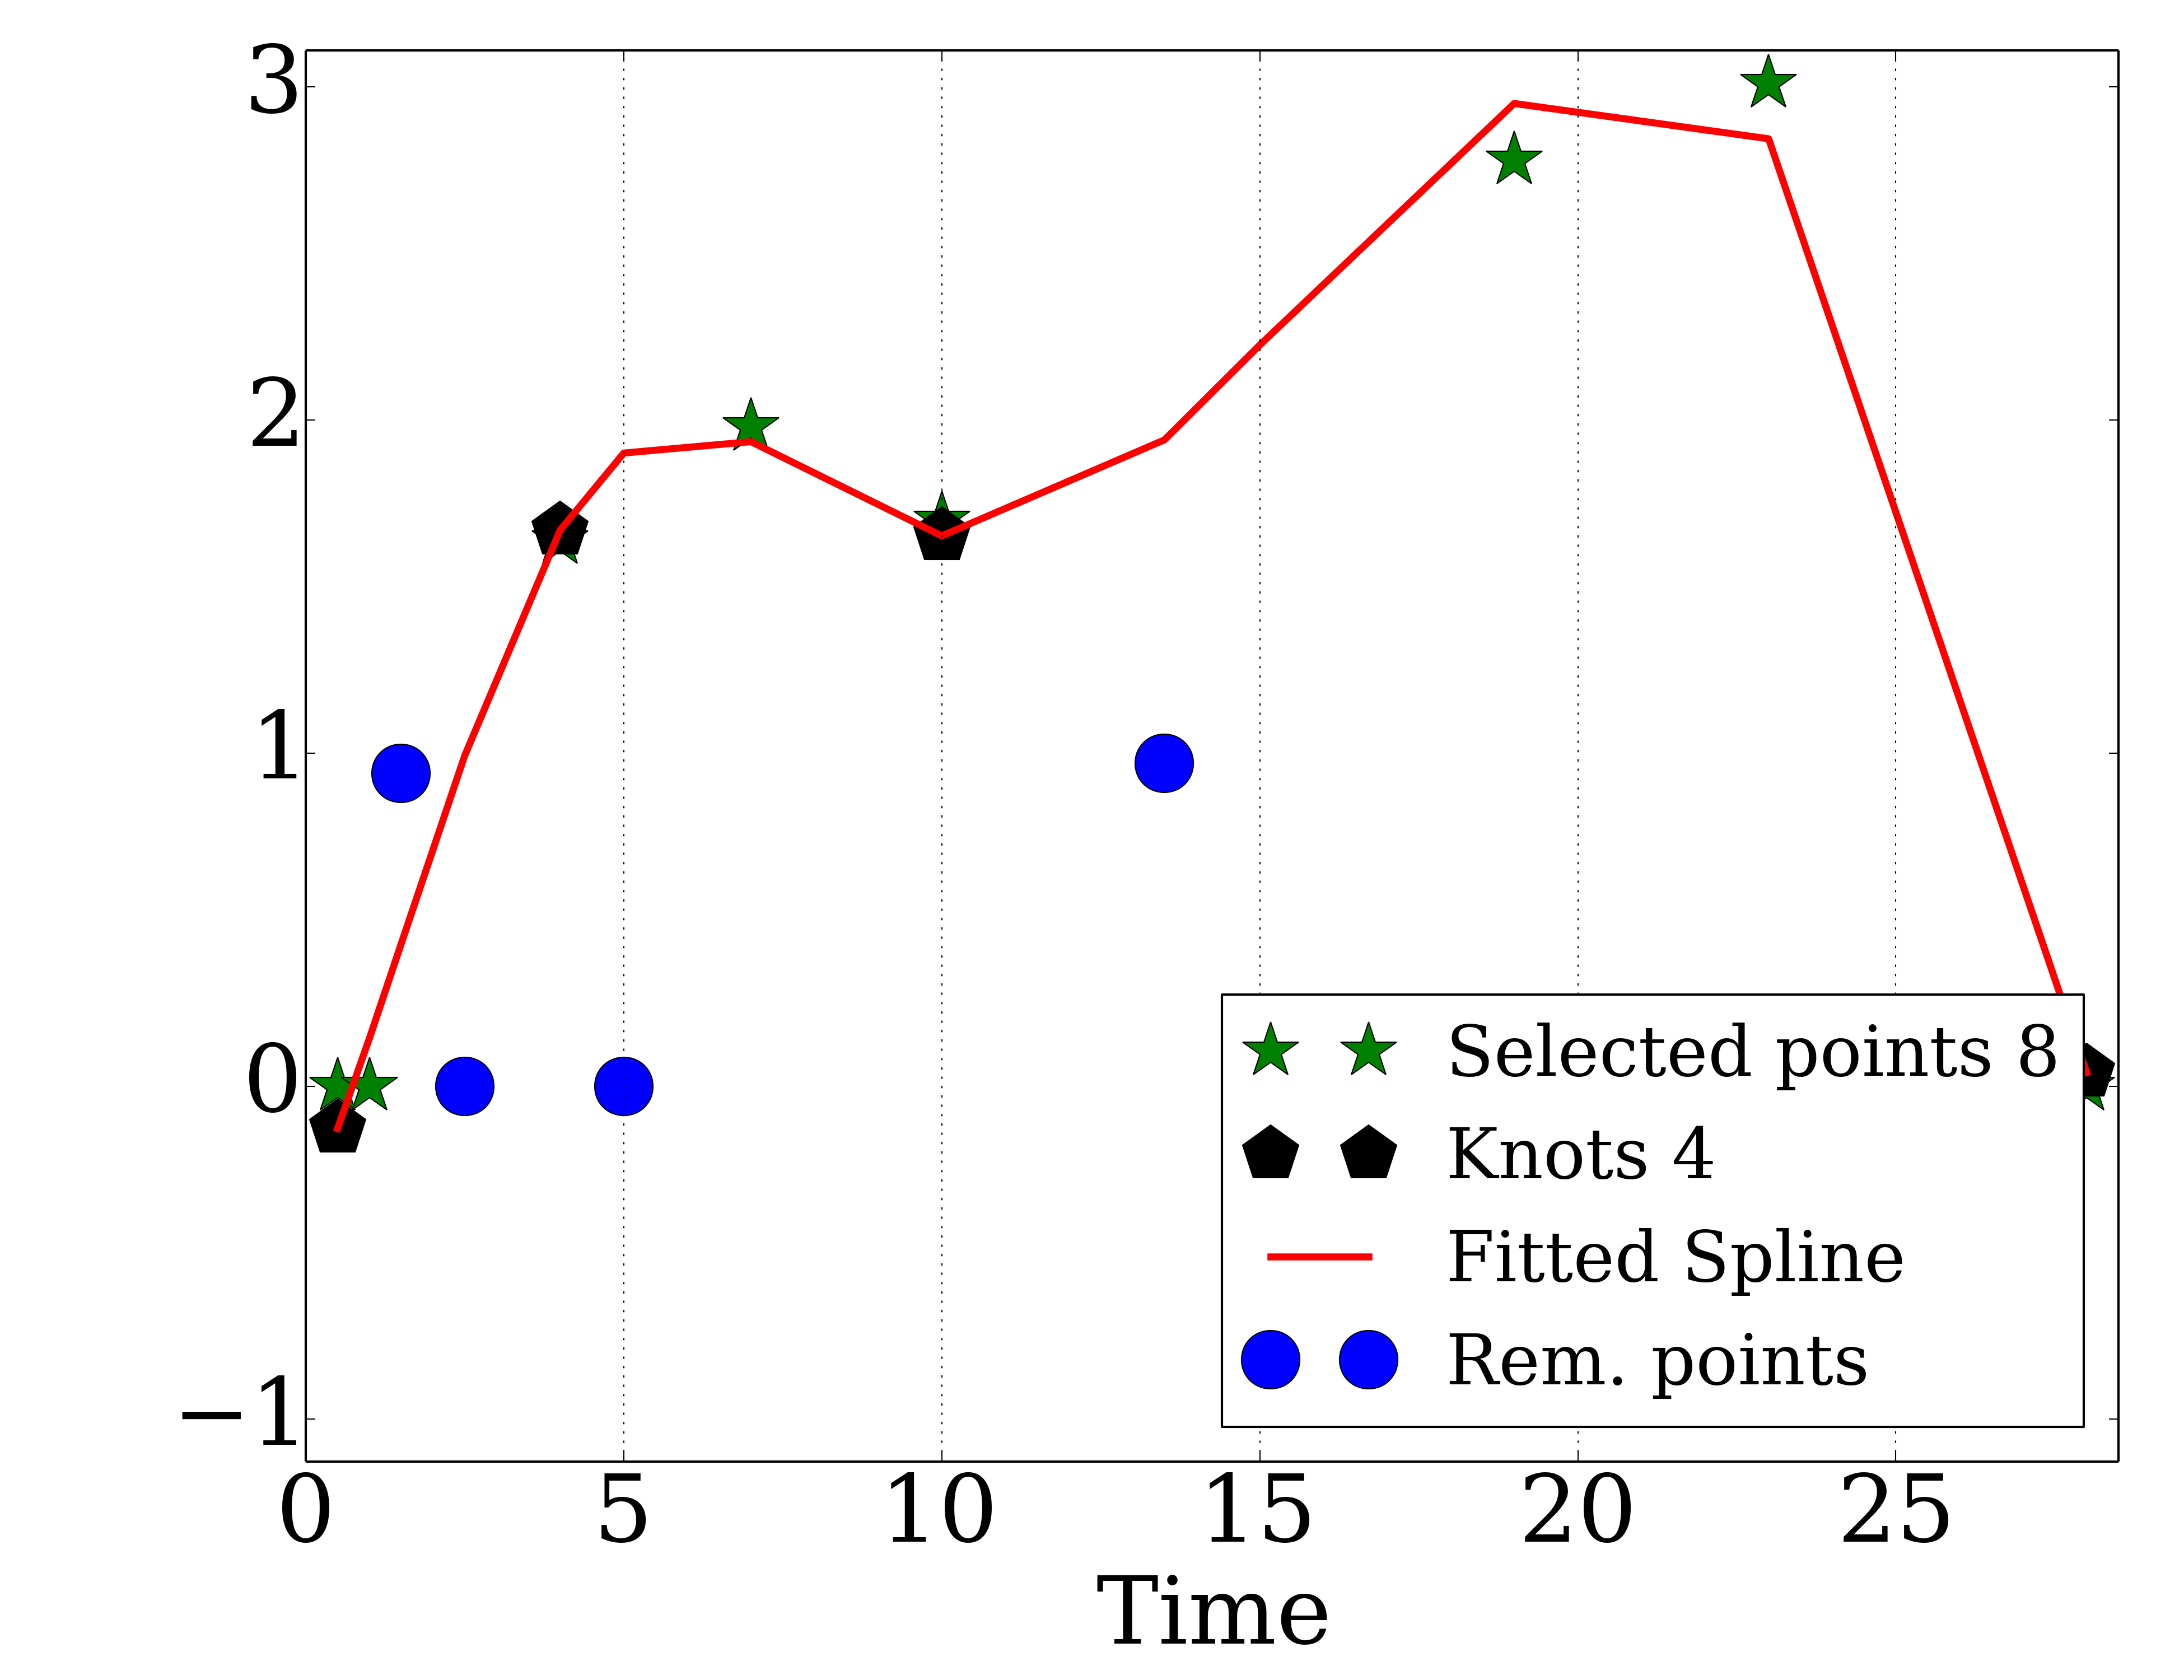 3
2
1
0
−1
Selected points 8
Knots 4
Fitted Spline
Rem. points
0 5 10 15 20 25
Time